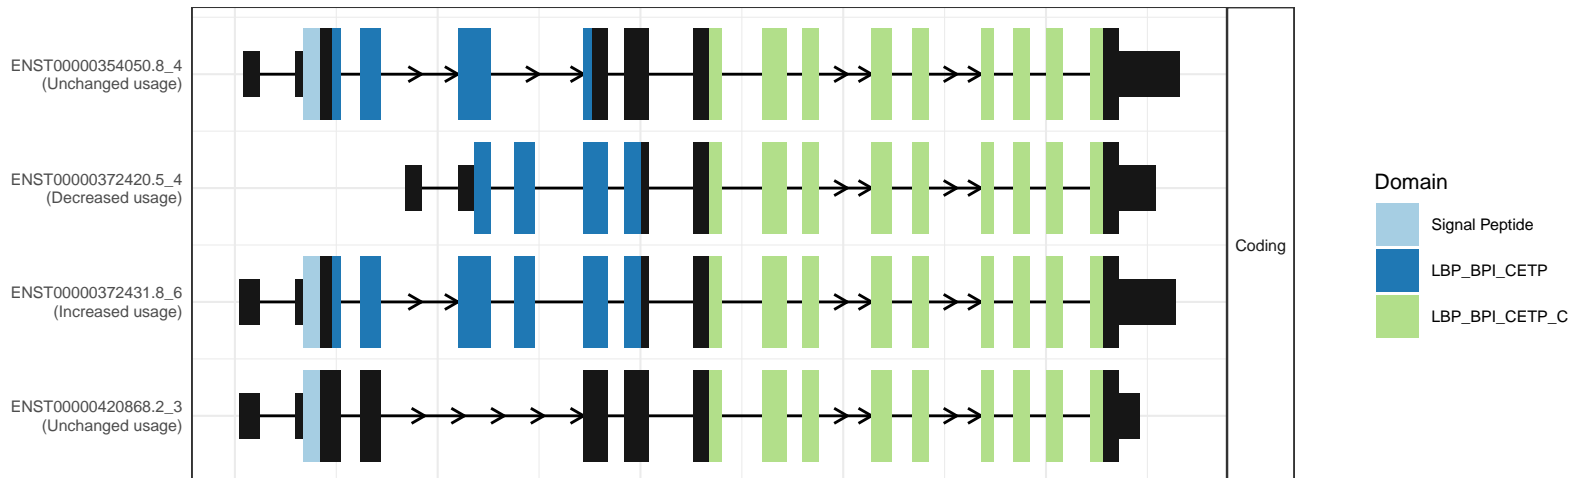 ENST00000354050.8_4
(Unchanged usage)
ENST00000372420.5_4
(Decreased usage)
ENST00000372431.8_6
(Increased usage)
ENST00000420868.2_3
(Unchanged usage)
Coding
Domain
Signal Peptide
LBP_BPI_CETP
LBP_BPI_CETP_C